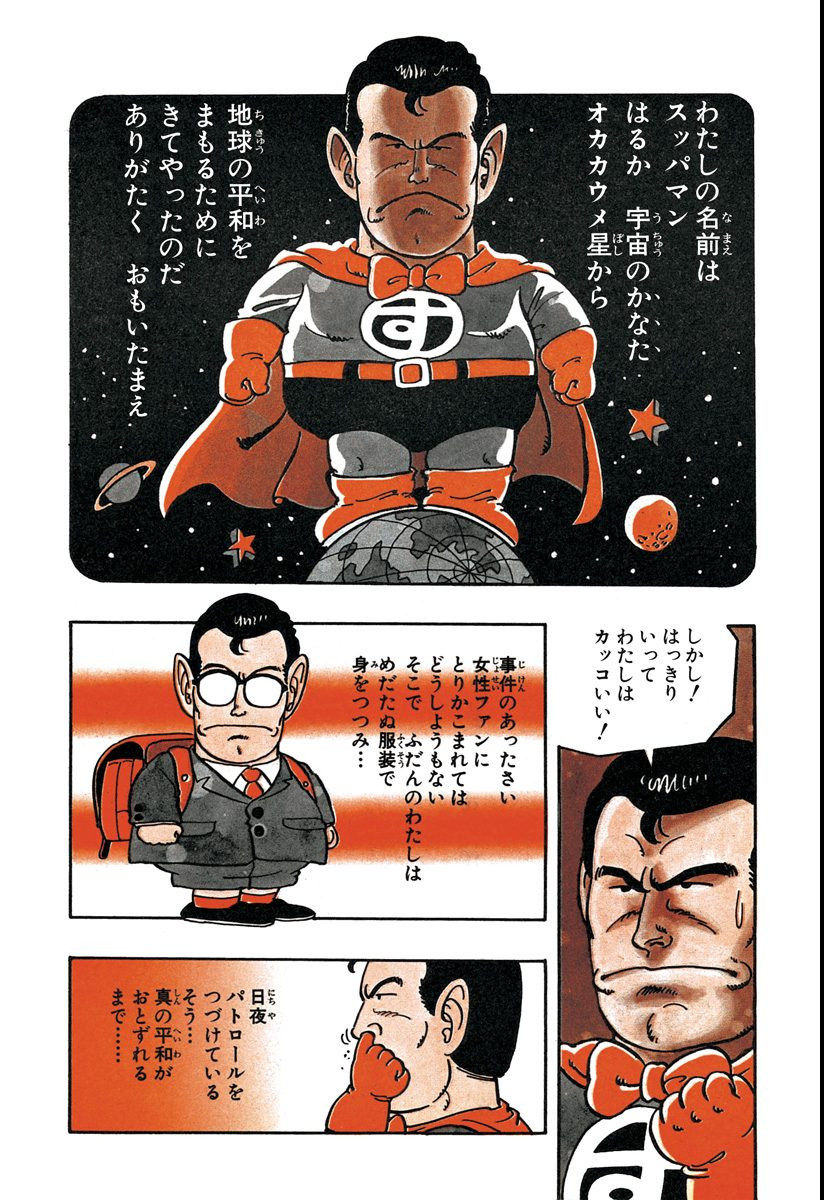 わたしの名前は
スッパマン
はるか 宇宙のかなた
オカカウメ星から
地球の平和を
まもるために
きてやったのだ
ありがたく おもいたまえ
す
しかし!
はっきり
いって
わたしは
カッコいい!
事件のあったさい
女性ファンに
とりかこまれては
どうしようもない
そこで ふだんのわたしは
めだたぬ服装で
身をつつみ…
日夜
パトロールを
つづけている
そう…
真の平和が
おとずれる
まで……
す